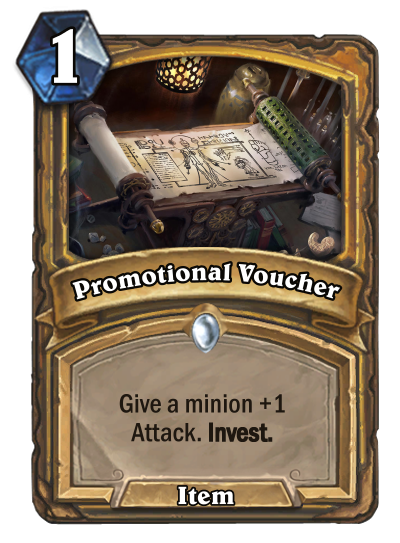 1
Promotional Voucher
Give a minion +1
Attack. Invest.
Item